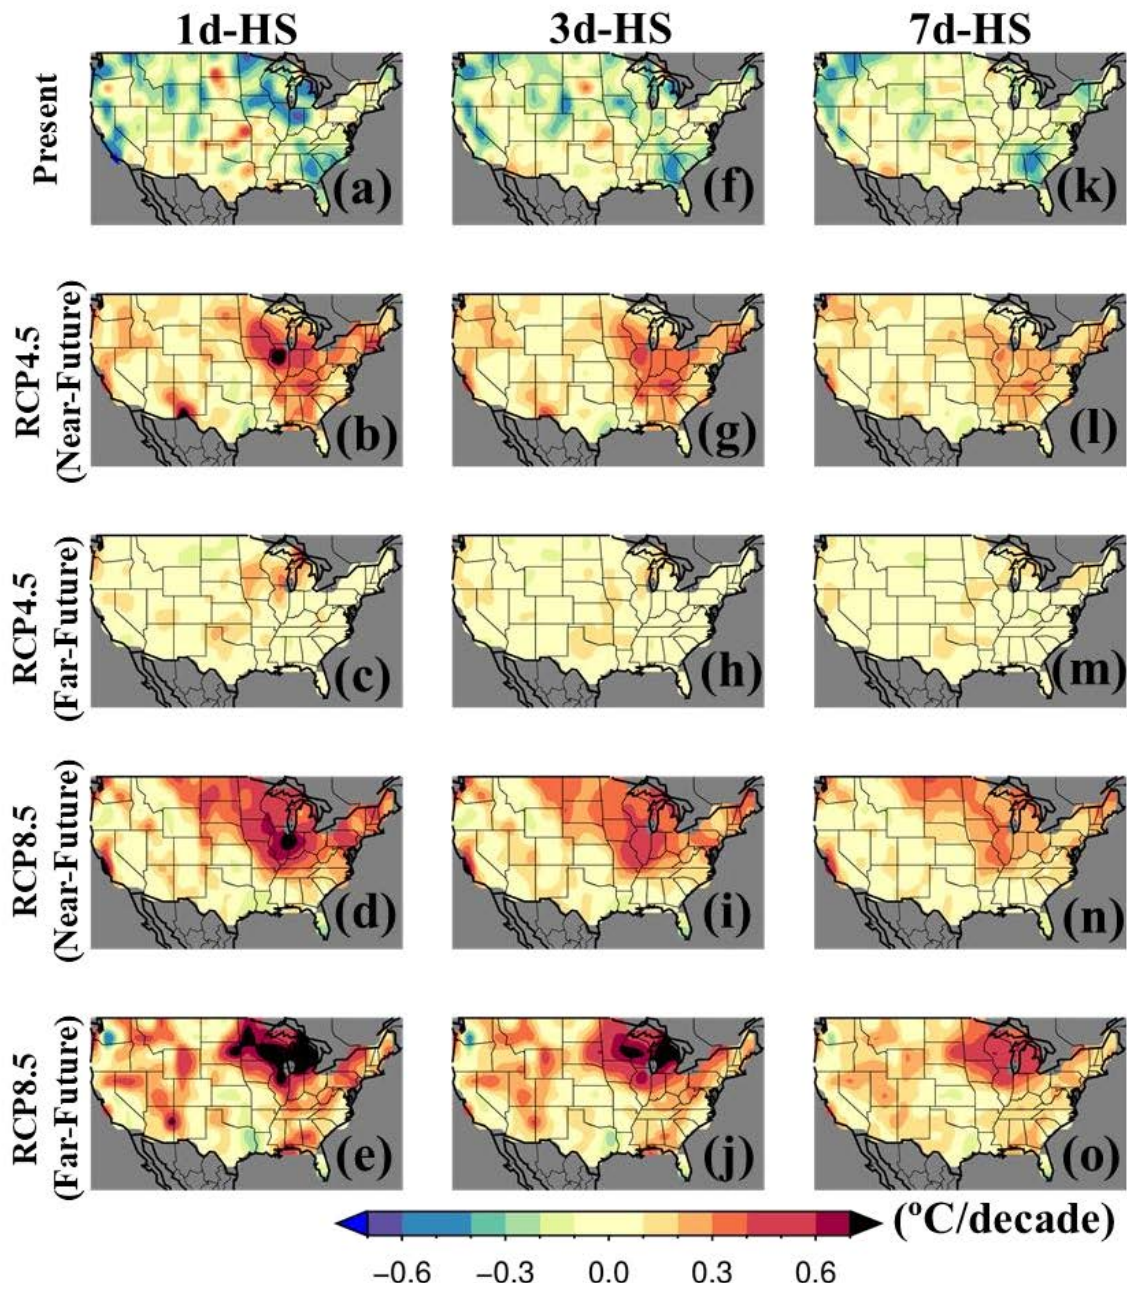 1d-HS 3d-HS 7d-HS
Present
(a) (f) (k)
RCP4.5
(Near-Future)
(b) (g) (l)
RCP4.5
(Far-Future)
(c) (h) (m)
RCP8.5
(Near-Future)
(d) (i) (n)
RCP8.5
(Far-Future)
(e) (j) (o)
(ºC/decade)
−0.6 −0.3 0.0 0.3 0.6